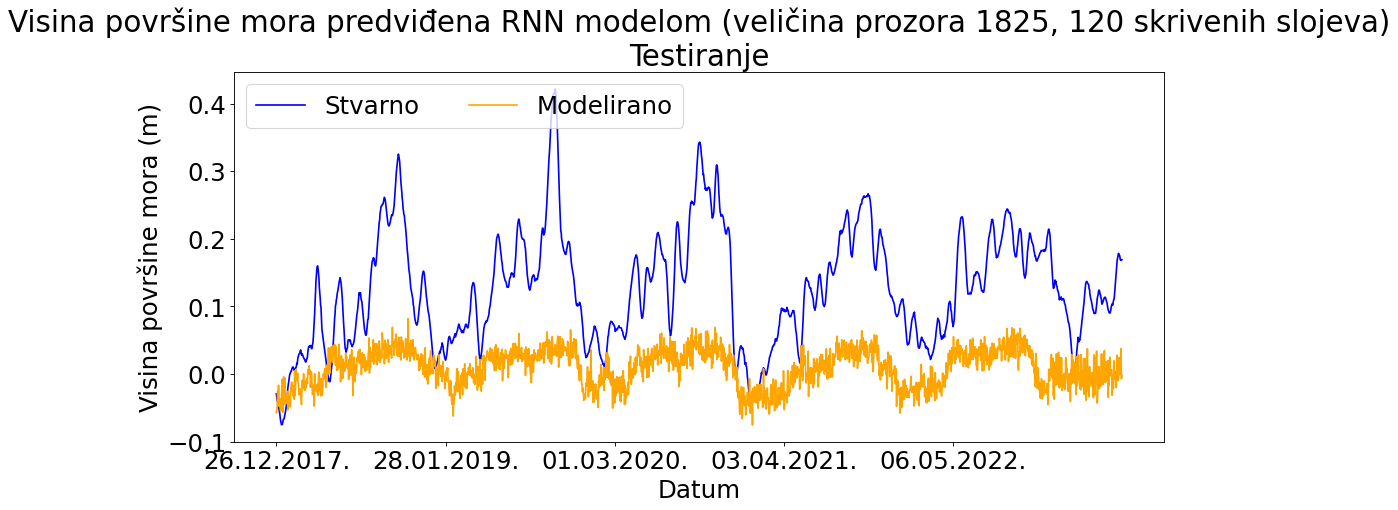 Visina površine mora predviđena RNN modelom (veličina prozora 1825, 120 skrivenih slojeva)
Testiranje
Stvarno Modelirano
Visina površine mora (m)
0.4
0.3
0.2
0.1
0.0
−0.1
26.12.2017. 28.01.2019. 01.03.2020. 03.04.2021. 06.05.2022.
Datum